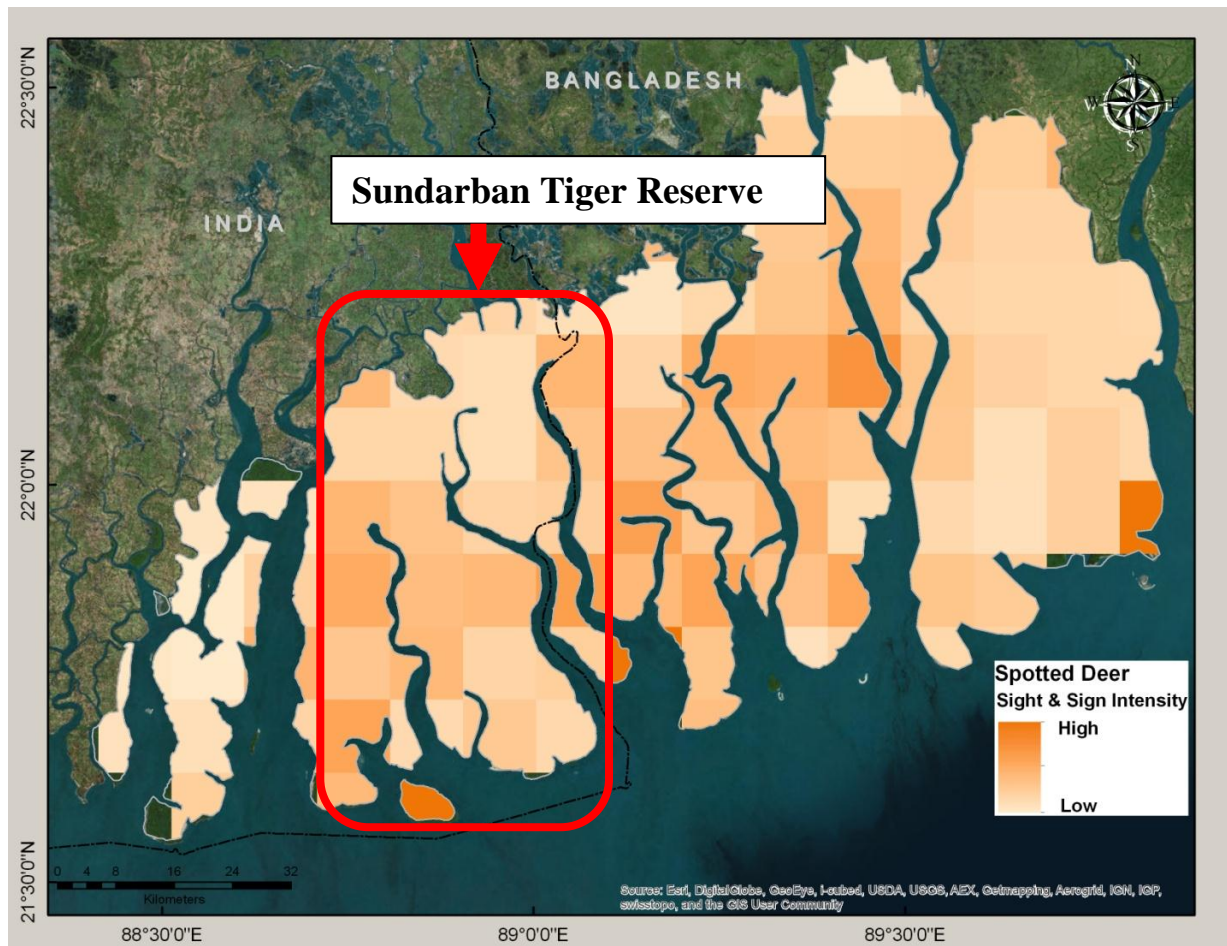 22°30'0"N
BANGLADESH
N
W E
S
Sundarban Tiger Reserve
INDIA
22°0'0"N
Spotted Deer
Sight & Sign Intensity
High
Low
0 4 8 16 24 32
Kilometers
21°30'0"N
Source: Esri, DigitalGlobe, GeoEye, i-cubed, USDA, USGS, AEX, Getmapping, Aerogrid, IGN, IGP,
swisstopo, and the GIS User Community
88°30'0"E 89°0'0"E 89°30'0"E